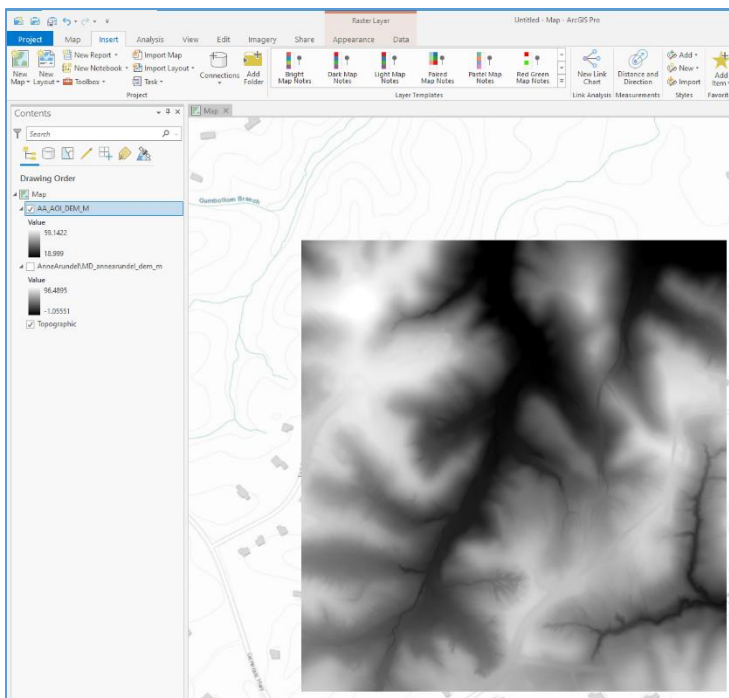 Raster Layer
Untitled - Map - ArcGIS Pro
Project Map Insert Analysis View Edit Imagery Share Appearance Data
New Map
New Layout
New Report
New Notebook
Toolbox
Import Map
Import Layout
Task
Connections
Add Folder
Bright Map Notes
Dark Map Notes
Light Map Notes
Paired Map Notes
Pastel Map Notes
Red Green Map Notes
New Link Chart
Distance and Direction
Add
New
Import
Add Item
Project
Layer Templates
Link Analysis
Measurements
Styles
Favorit
Contents
Map
Search
Drawing Order
Map
AA_AOI_DEM_M
Value
59.1422
18.999
AnneArundel\MD_annearundel_dem_m
Value
96.4895
-1.05551
Topographic
Gumbottom Branch